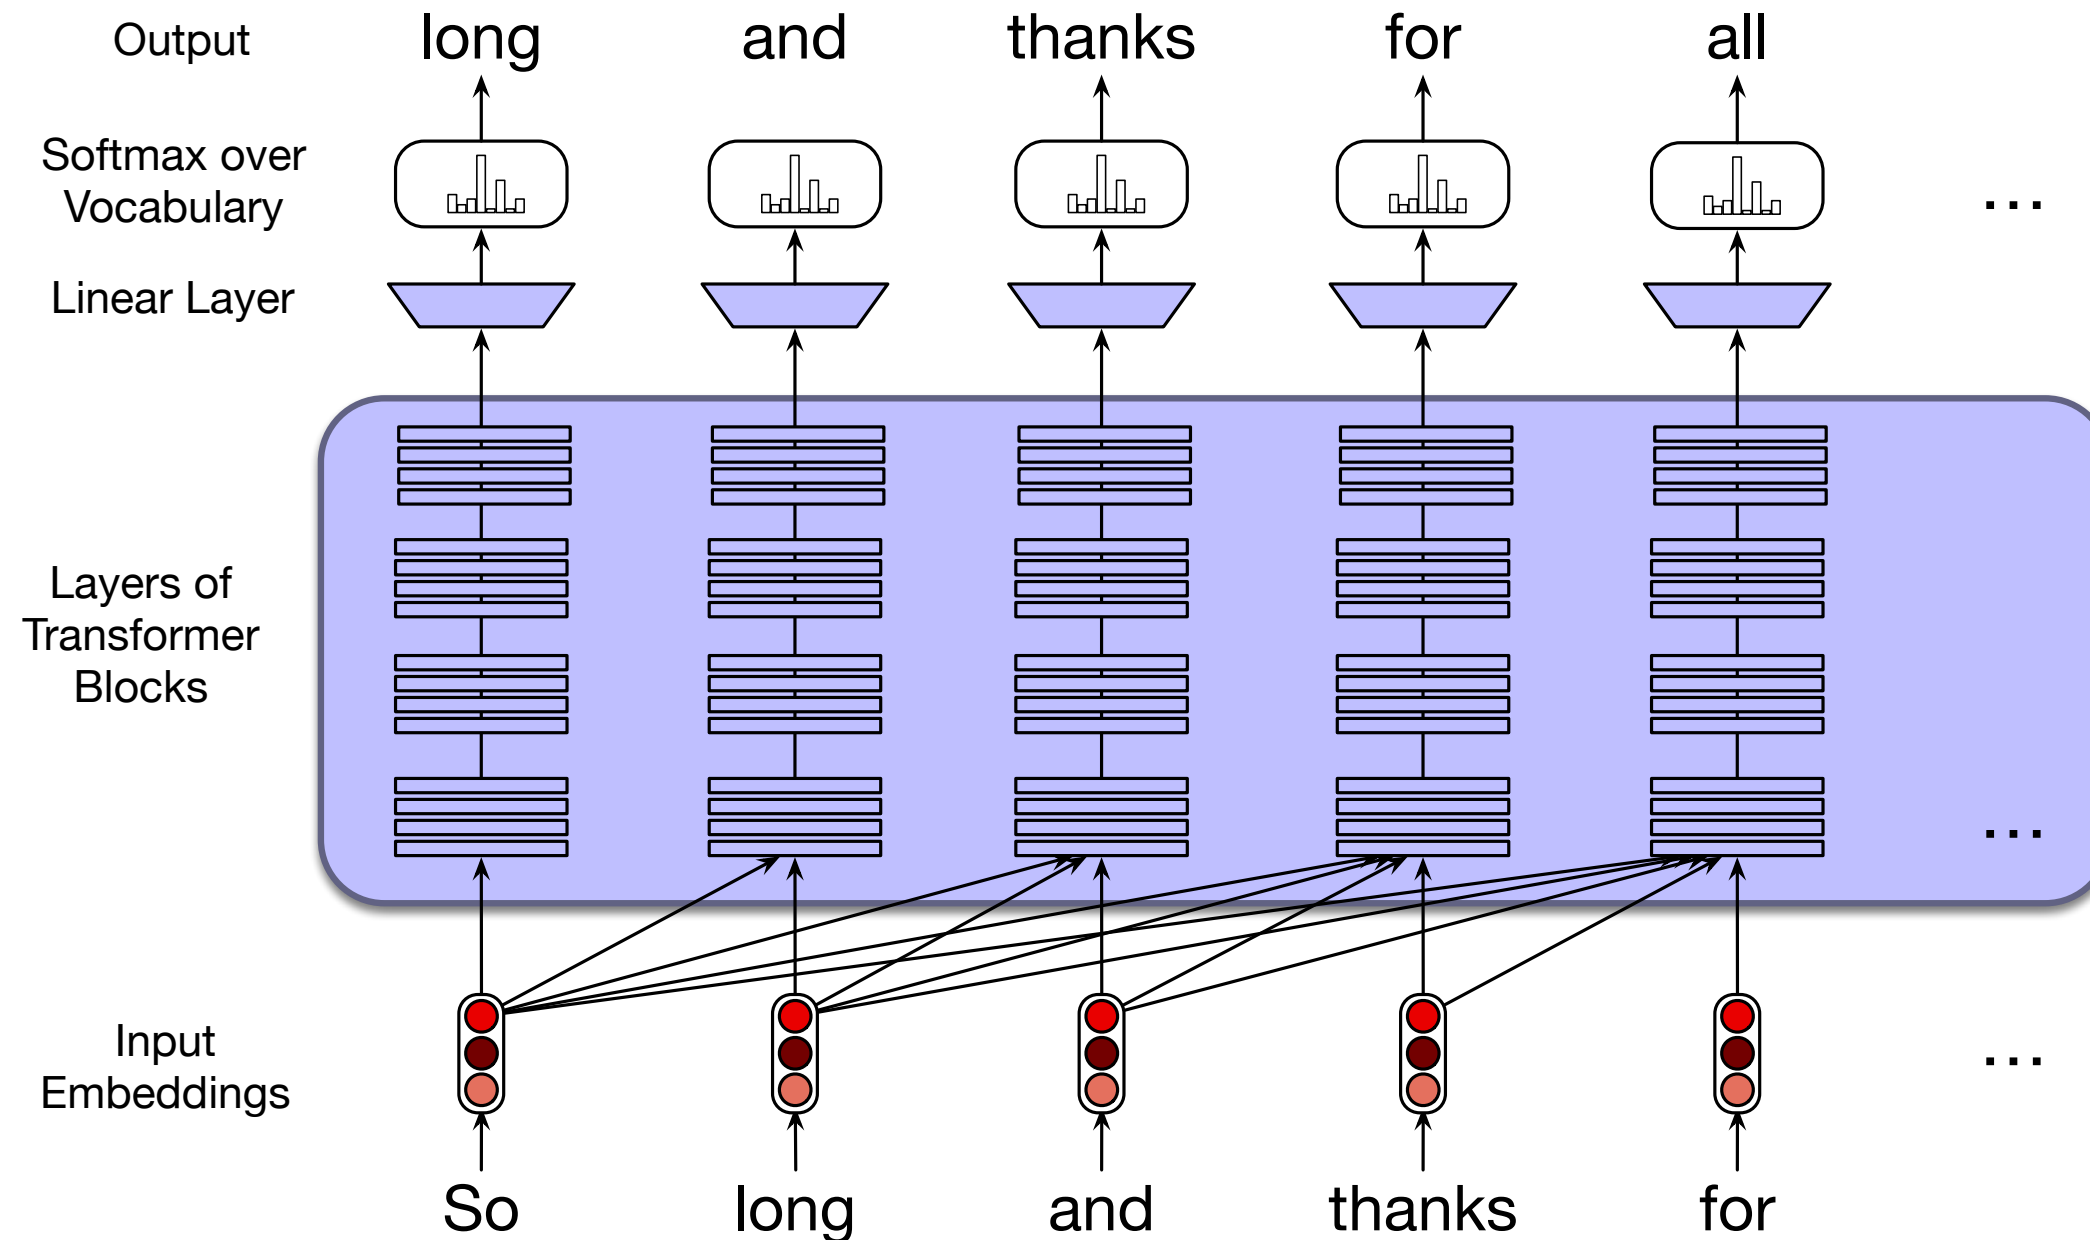 Output long and thanks for all
Softmax over
Vocabulary
...
Linear Layer
Layers of
Transformer
Blocks
...
Input
Embeddings
...
So long and thanks for